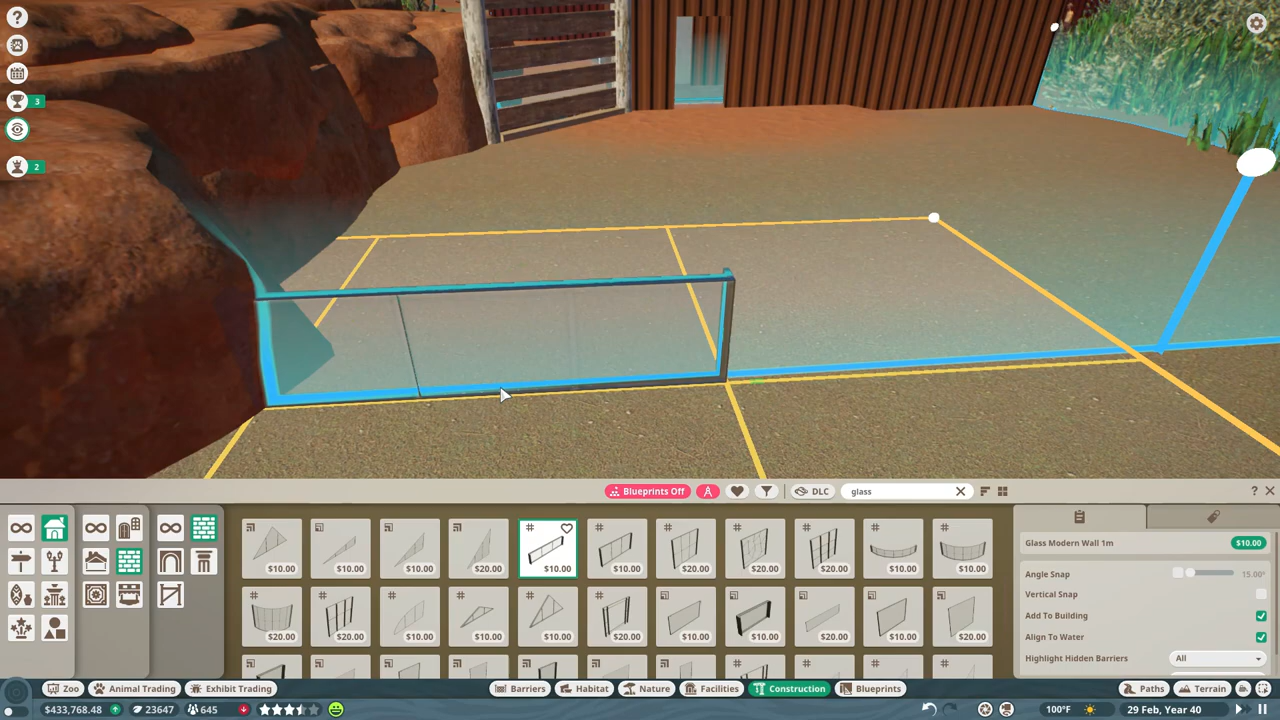 3
2
Blueprints Off
DLC
glass
?
$10.00 $10.00 $10.00 $20.00 $10.00 $10.00 $20.00 $20.00 $20.00 $10.00 $10.00
$20.00 $20.00 $10.00 $10.00 $10.00 $20.00 $10.00 $10.00 $20.00 $10.00 $20.00
Glass Modern Wall 1m $10.00
Angle Snap 15.00°
Vertical Snap
Add To Building
Align To Water
Highlight Hidden Barriers All
Zoo Animal Trading Exhibit Trading Barriers Habitat Nature Facilities Construction Blueprints Paths Terrain
$433,768.48 23647 645 100°F 29 Feb, Year 40